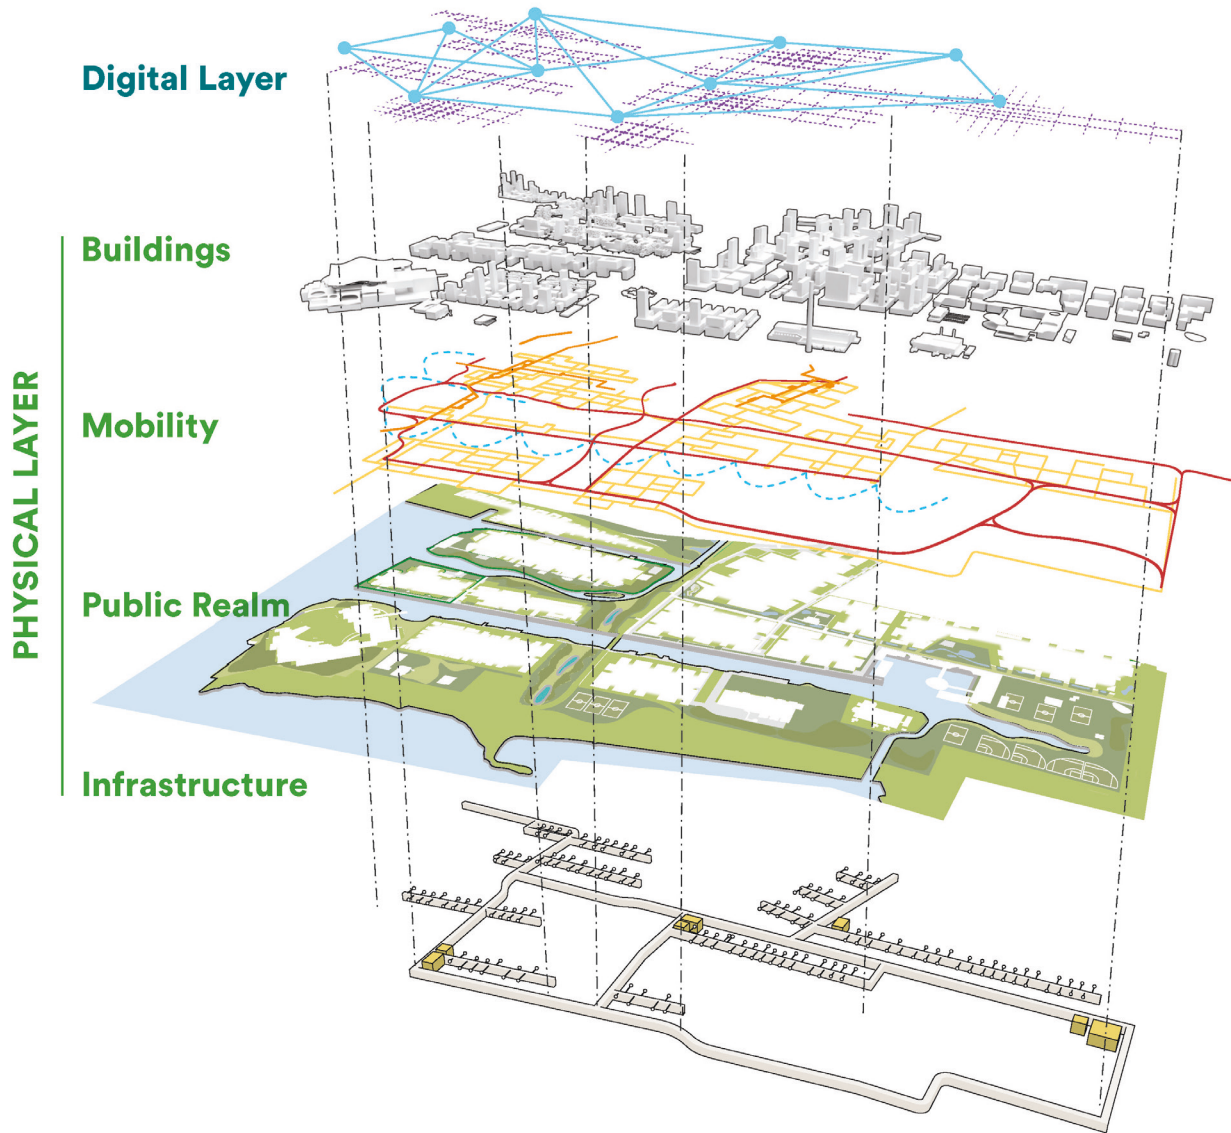 Digital Layer
PHYSICAL LAYER
Buildings
Mobility
Public Realm
Infrastructure